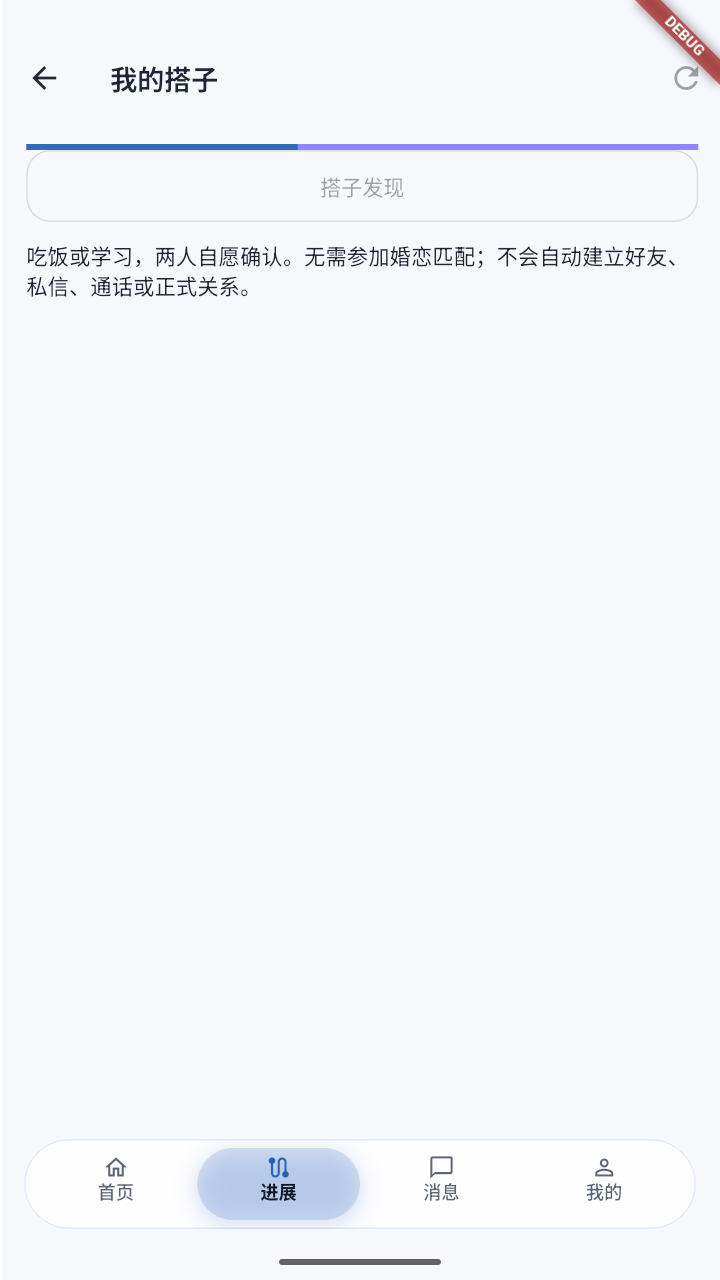 DEBUG
我的搭子
搭子发现
吃饭或学习，两人自愿确认。无需参加婚恋匹配；不会自动建立好友、
私信、通话或正式关系。
首页
进展
消息
我的